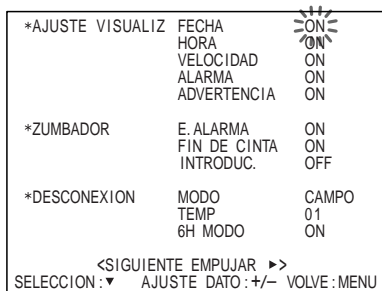 *AJUSTE VISUALIZ FECHA ON
HORA ON
VELOCIDAD ON
ALARMA ON
ADVERTENCIA ON
*ZUMBADOR E.ALARMA ON
FIN DE CINTA ON
INTRODUC. OFF
*DESCONEXION MODO CAMPO
TEMP 01
6H MODO ON
<SIGUIENTE EMPUJAR ►>
SELECCION:▼ AJUSTE DATO:+/− VOLVE:MENU